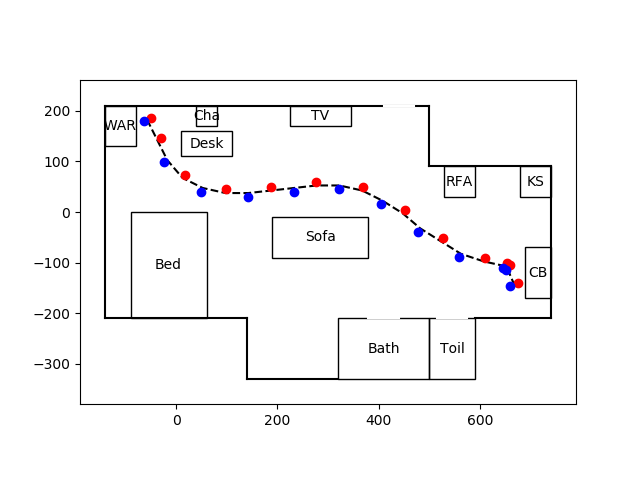 200
100
0
−100
−200
−300
0
200
400
600
WAR
Cha
TV
Desk
RFA
KS
Sofa
Bed
CB
Bath
Toil